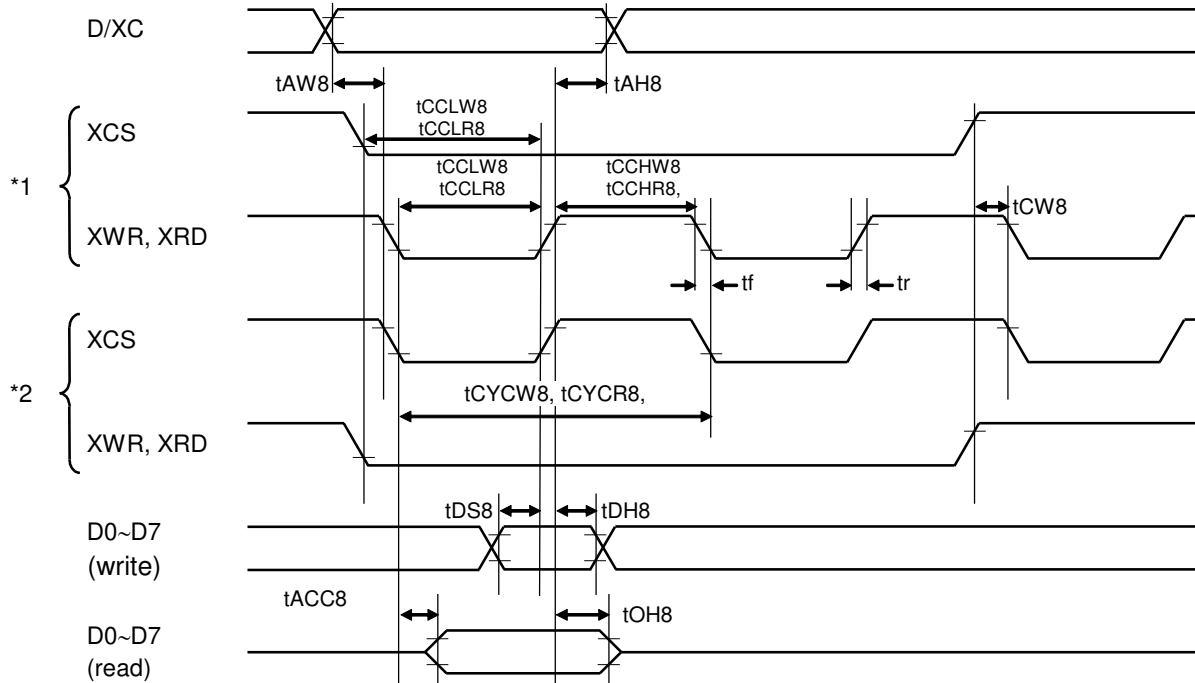 D/XC
tAW8
tAH8
*1
XCS
tCCLW8
tCCLR8
tCCLW8
tCCLR8
tCCHW8
tCCHR8,
XWR, XRD
tCW8
tf
tr
*2
XCS
tCYCW8, tCYCR8,
XWR, XRD
tDS8
tDH8
D0~D7
(write)
tACC8
tOH8
D0~D7
(read)